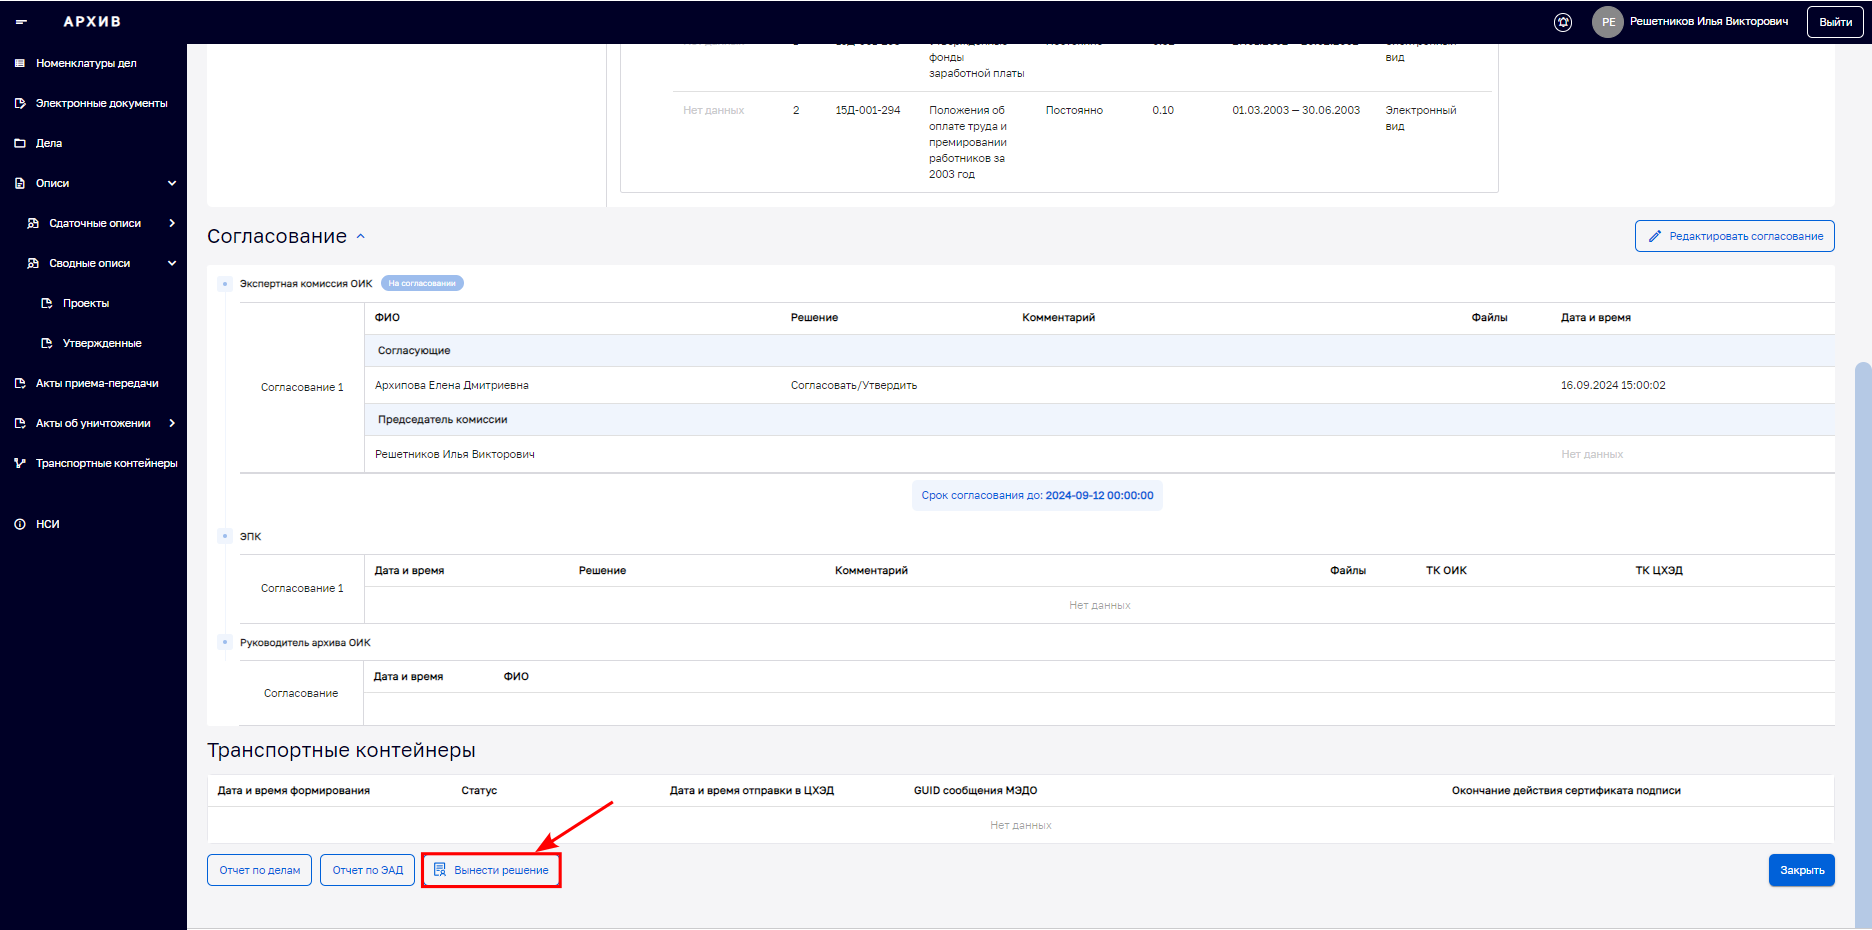 АРХИВ
РЕ
Решетников Илья Викторович
Выйти
Номенклатуры дел
Электронные документы
Дела
Описи
Сдаточные описи
Сводные описи
Проекты
Утвержденные
Акты приема-передачи
Акты об уничтожении
Транспортные контейнеры
НСИ
фонды
вид
заработной платы
Нет данных 2 15Д-001-294 Положения об Постоянно 0.10 01.03.2003 — 30.06.2003 Электронный
оплате труда и вид
премировании
работников за
2003 год
Согласование
Редактировать согласование
Экспертная комиссия ОИК На согласовании
ФИО Решение Комментарий Файлы Дата и время
Согласующие
Согласование 1
Архипова Елена Дмитриевна Согласовать/Утвердить 16.09.2024 15:00:02
Председатель комиссии
Решетников Илья Викторович Нет данных
Срок согласования до: 2024-09-12 00:00:00
ЭПК
Дата и время Решение Комментарий Файлы ТК ОИК ТК ЦХЭД
Согласование 1
Нет данных
Руководитель архива ОИК
Дата и время ФИО
Согласование
Транспортные контейнеры
Дата и время формирования Статус Дата и время отправки в ЦХЭД GUID сообщения МЭДО Окончание действия сертификата подписи
Нет данных
Отчет по делам Отчет по ЭАД Вынести решение Закрыть